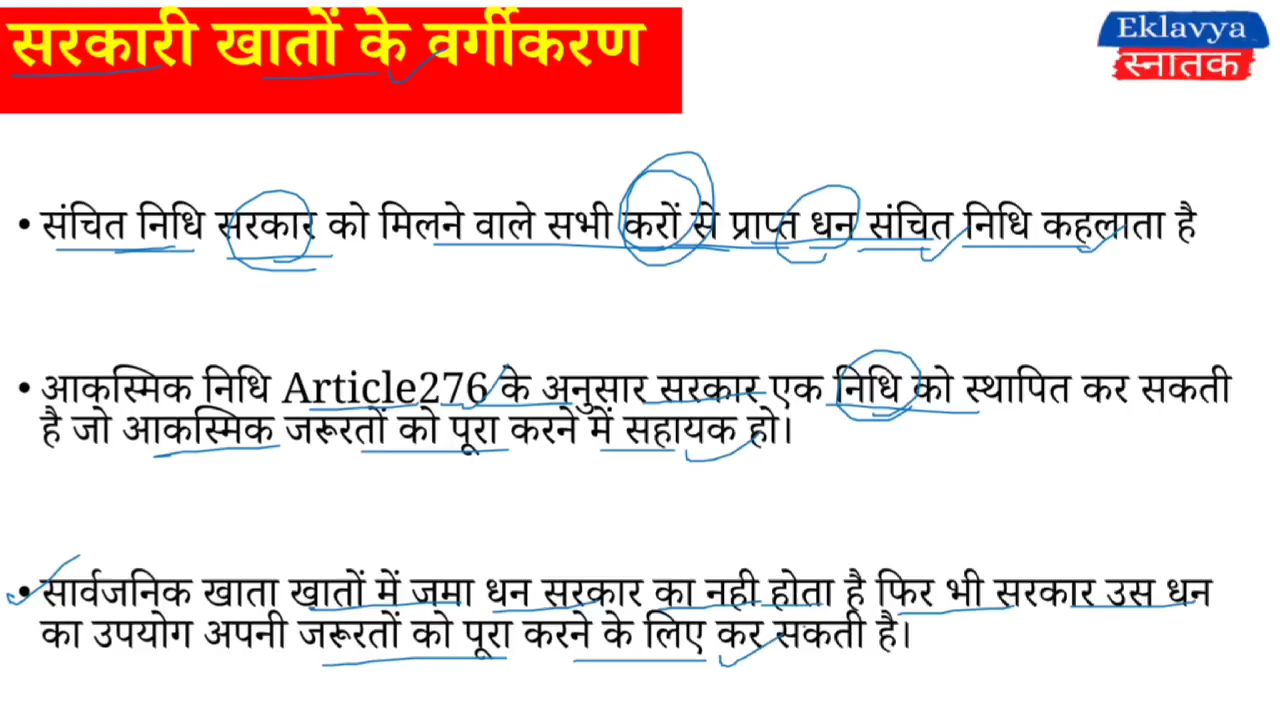 सरकारी खातों के वर्गीकरण
Eklavya
स्नातक
• संचित निधि सरकार को मिलने वाले सभी करों से प्राप्त धन संचित निधि कहलाता है
• आकस्मिक निधि Article276 के अनुसार सरकार एक निधि को स्थापित कर सकती
है जो आकस्मिक जरूरतों को पूरा करने में सहायक हो।
• सार्वजनिक खाता खातों में जमा धन सरकार का नही होता है फिर भी सरकार उस धन
का उपयोग अपनी जरूरतों को पूरा करने के लिए कर सकती है।